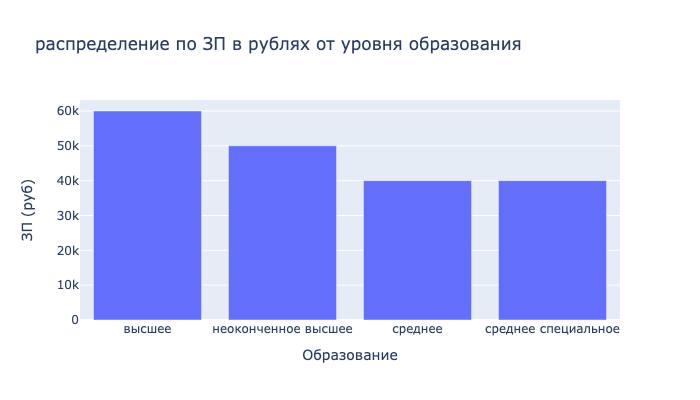 распределение по ЗП в рублях от уровня образования
60k
50k
40k
30k
20k
10k
0
ЗП (руб)
высшее
неоконченное высшее
среднее
среднее специальное
Образование